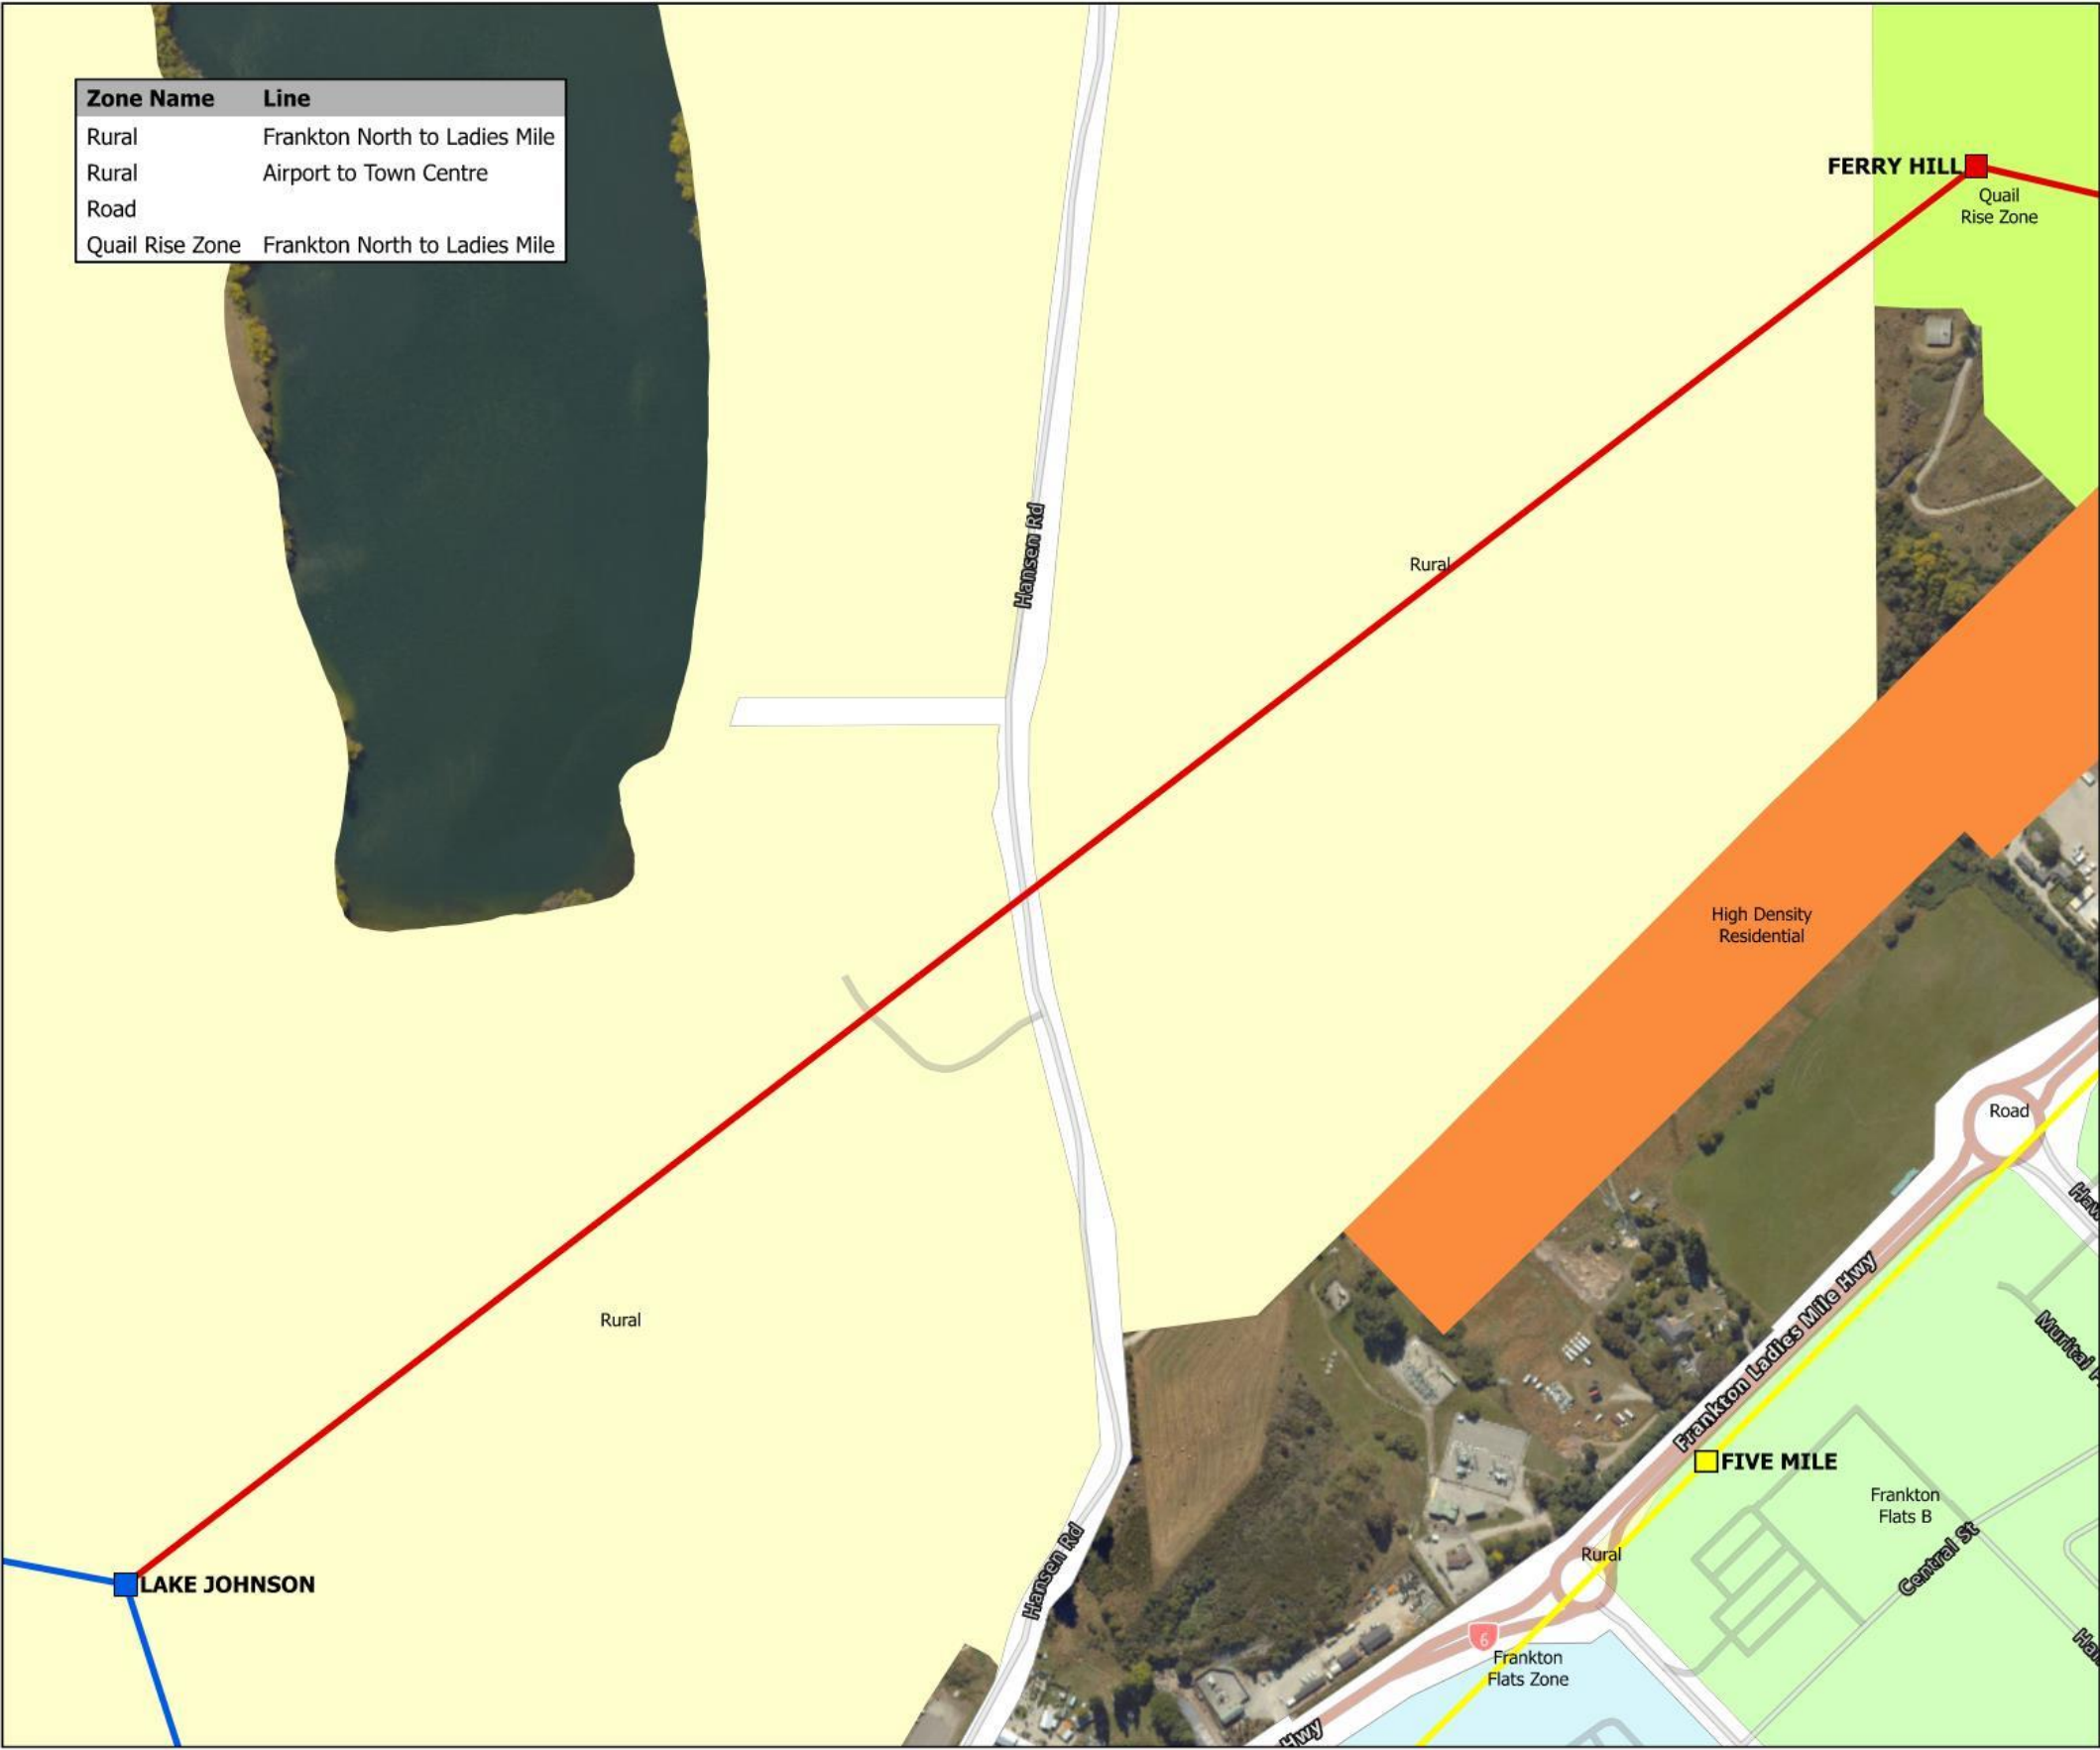 Zone Name Line
Rural Frankton North to Ladies Mile
Rural Airport to Town Centre
Road
Quail Rise Zone Frankton North to Ladies Mile
FERRY HILL
Quail
Rise Zone
Hansen Rd
Rural
High Density
Residential
Road
Rural
Frankton Ladies Mile Hwy
FIVE MILE
Frankton
Flats B
Central St
Rural
LAKE JOHNSON
Hansen Rd
6
Frankton
Flats Zone
Hwy